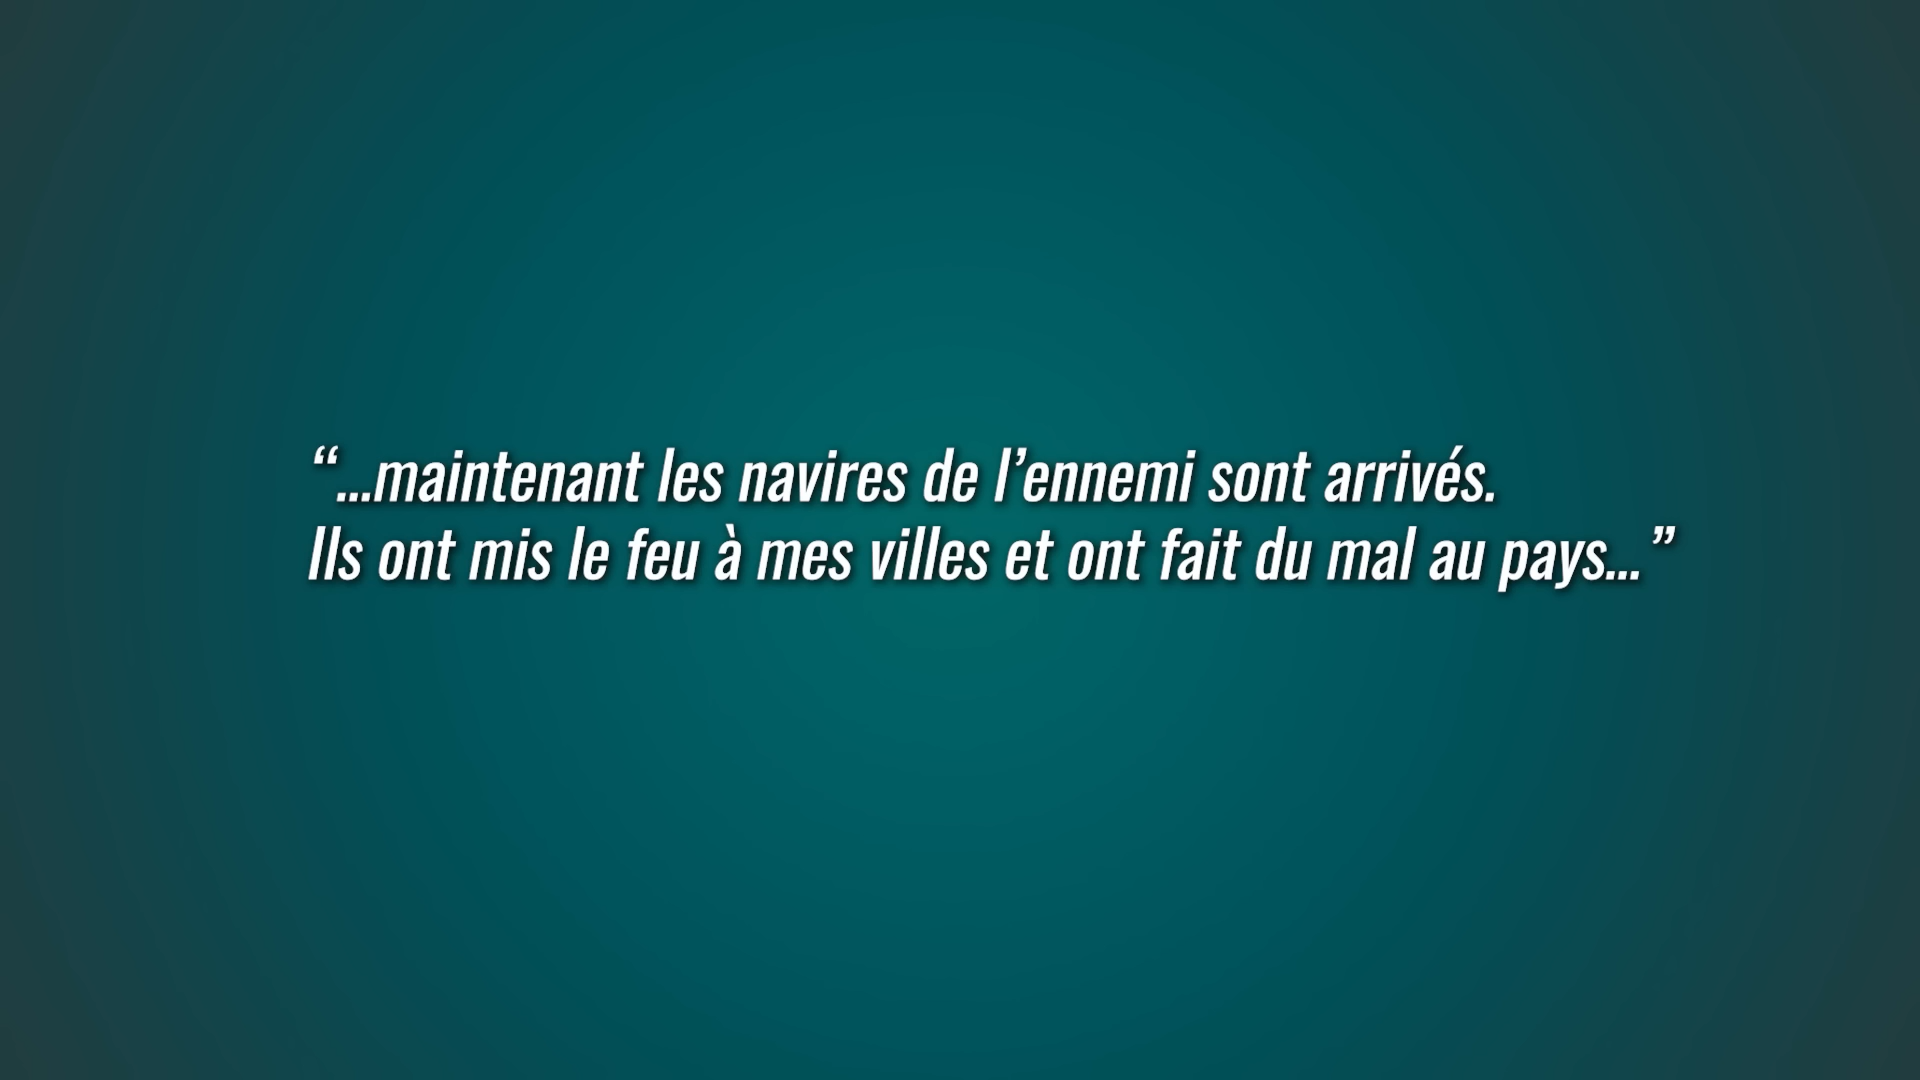 “...maintenant les navires de l’ennemi sont arrivés.
Ils ont mis le feu à mes villes et ont fait du mal au pays...”